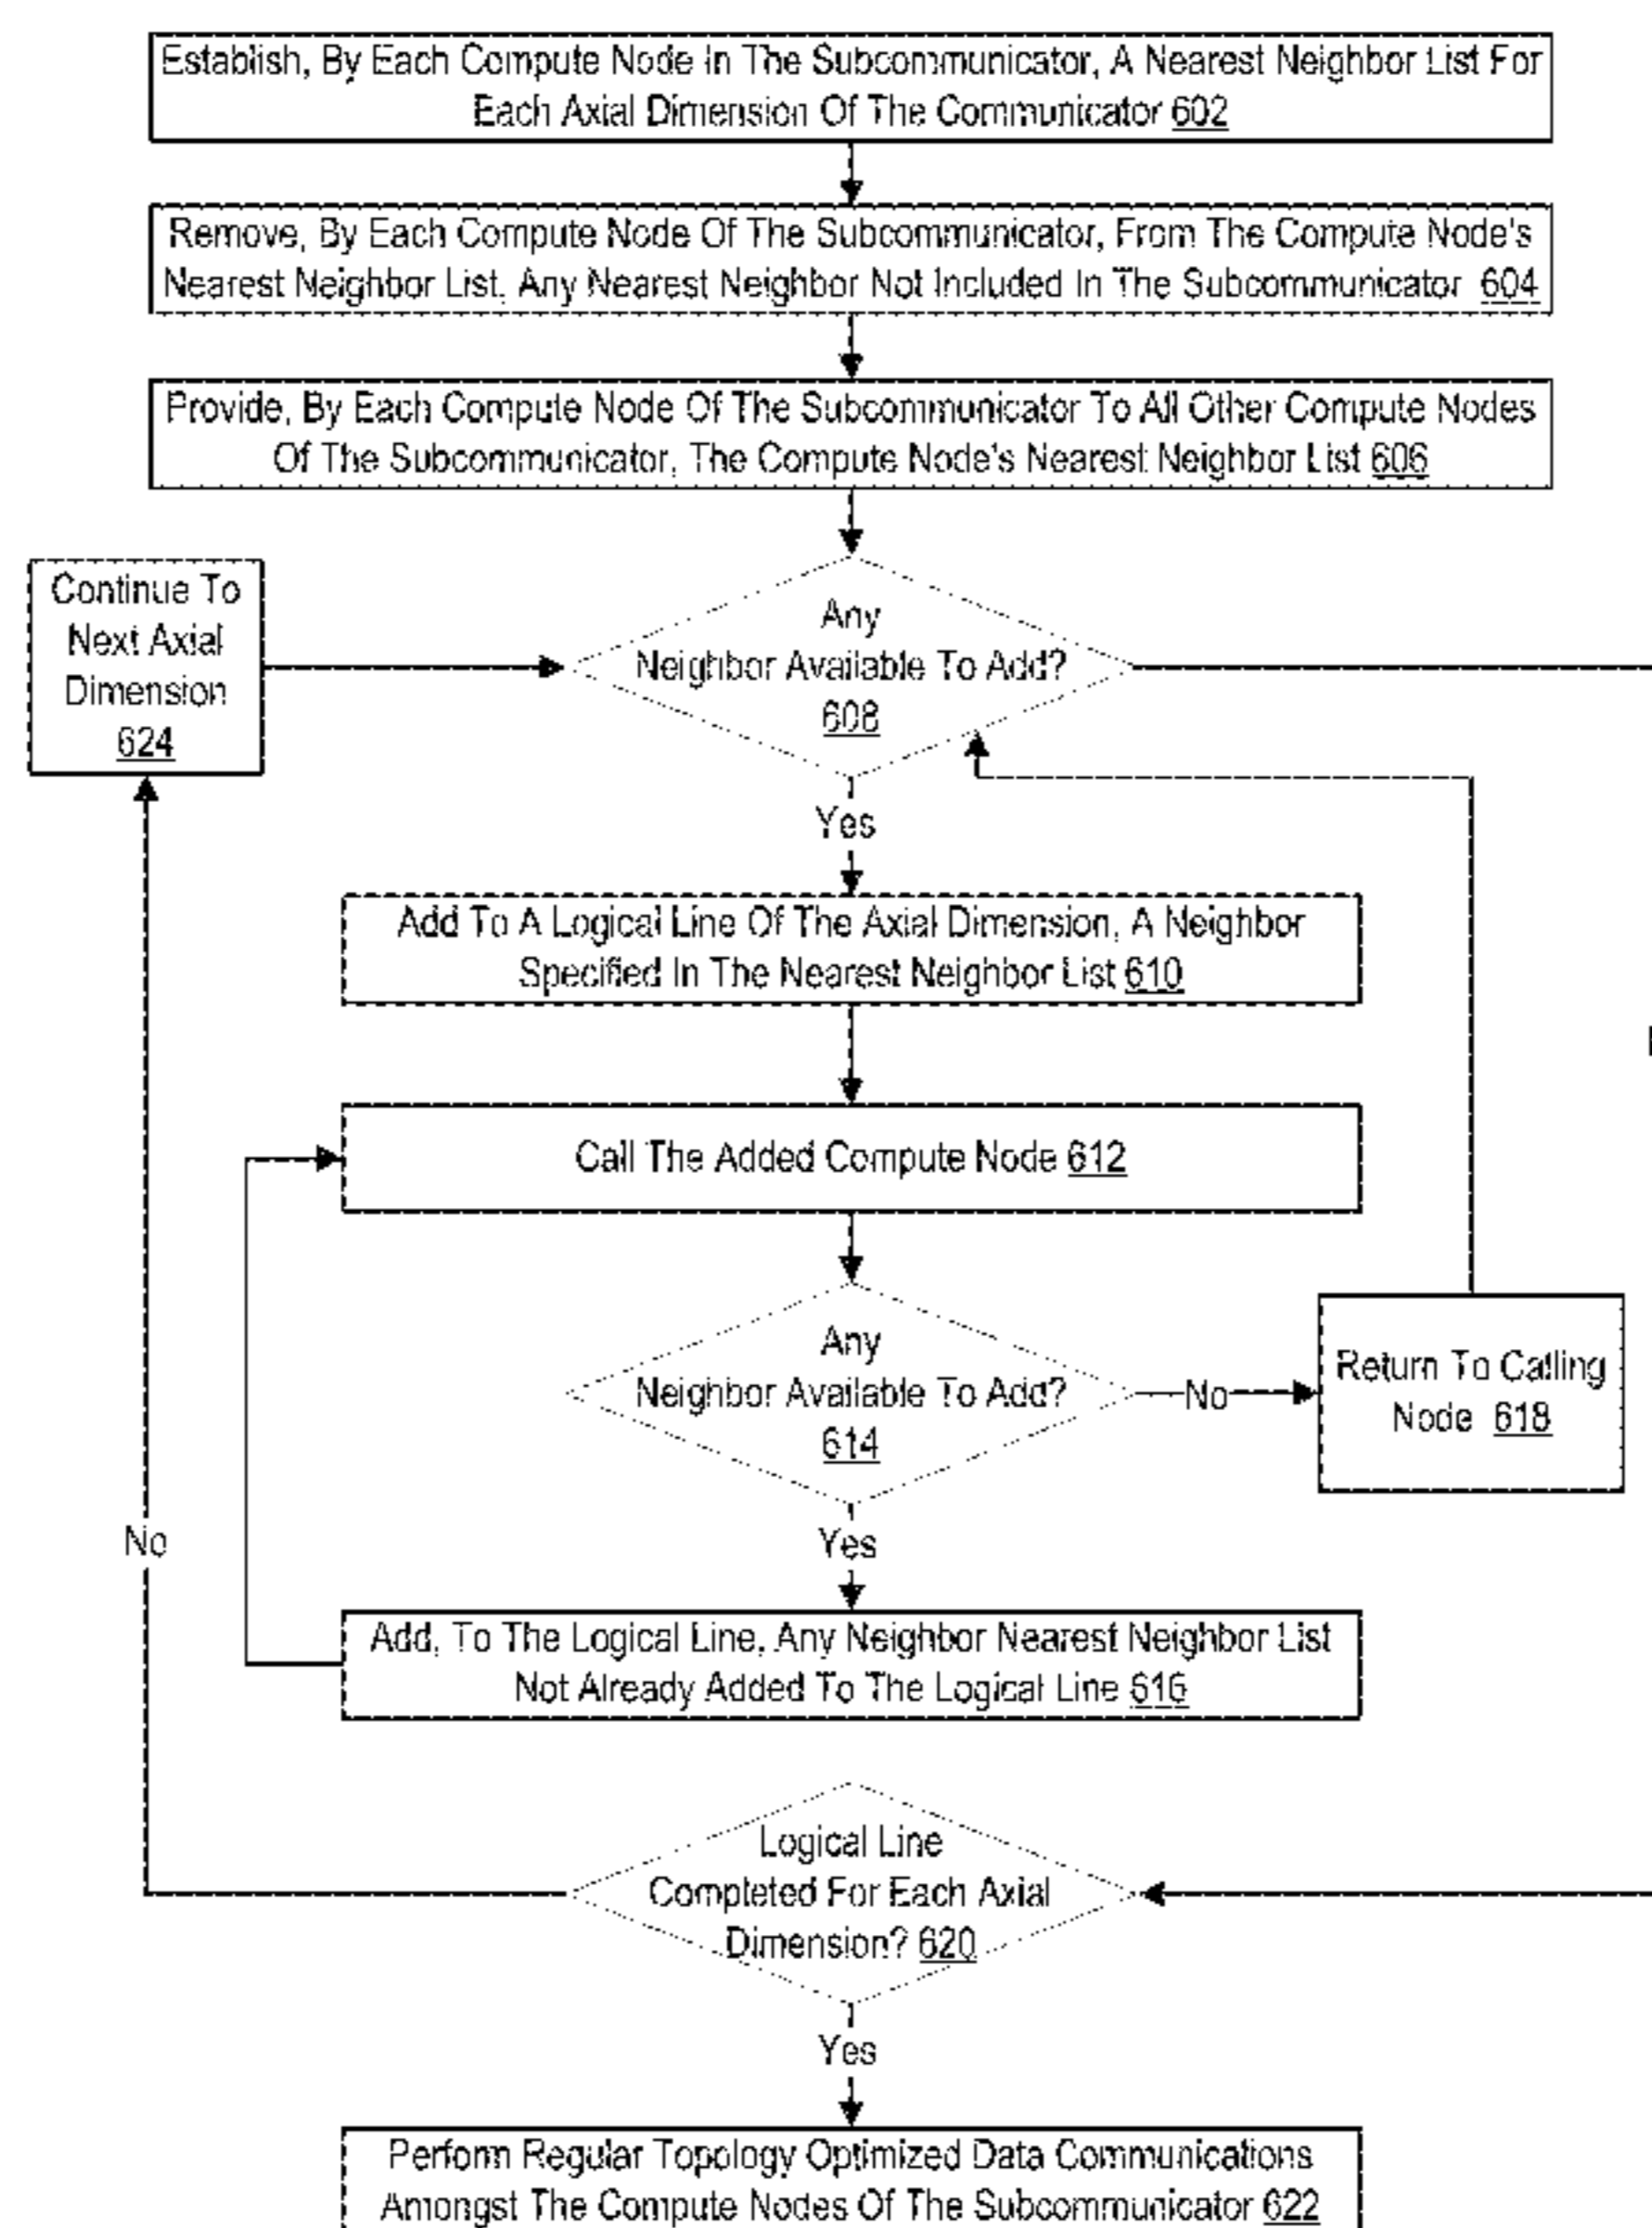 Establish, By Each Compute Node In The Subcommunicator, A Nearest Neighbor List For
Each Axial Dimension Of The Communicator 602
Remove, By Each Compute Node Of The Subcommunicator, From The Compute Node's
Nearest Neighbor List, Any Nearest Neighbor Not Included In The Subcommunicator 604
Provide, By Each Compute Node Of The Subcommunicator To All Other Compute Nodes
Of The Subcommunicator, The Compute Node's Nearest Neighbor List 606
Continue To
Next Axial
Dimension
624
Any
Neighbor Available To Add?
608
Yes
Add To A Logical Line Of The Axial Dimension, A Neighbor
Specified In The Nearest Neighbor List 610
Call The Added Compute Node 612
Any
Neighbor Available To Add?
614
No
Return To Calling
Node 618
Yes
Add, To The Logical Line, Any Neighbor Nearest Neighbor List
Not Already Added To The Logical Line 616
No
Logical Line
Completed For Each Axial
Dimension? 620
Yes
Perform Regular Topology Optimized Data Communications
Amongst The Compute Nodes Of The Subcommunicator 622